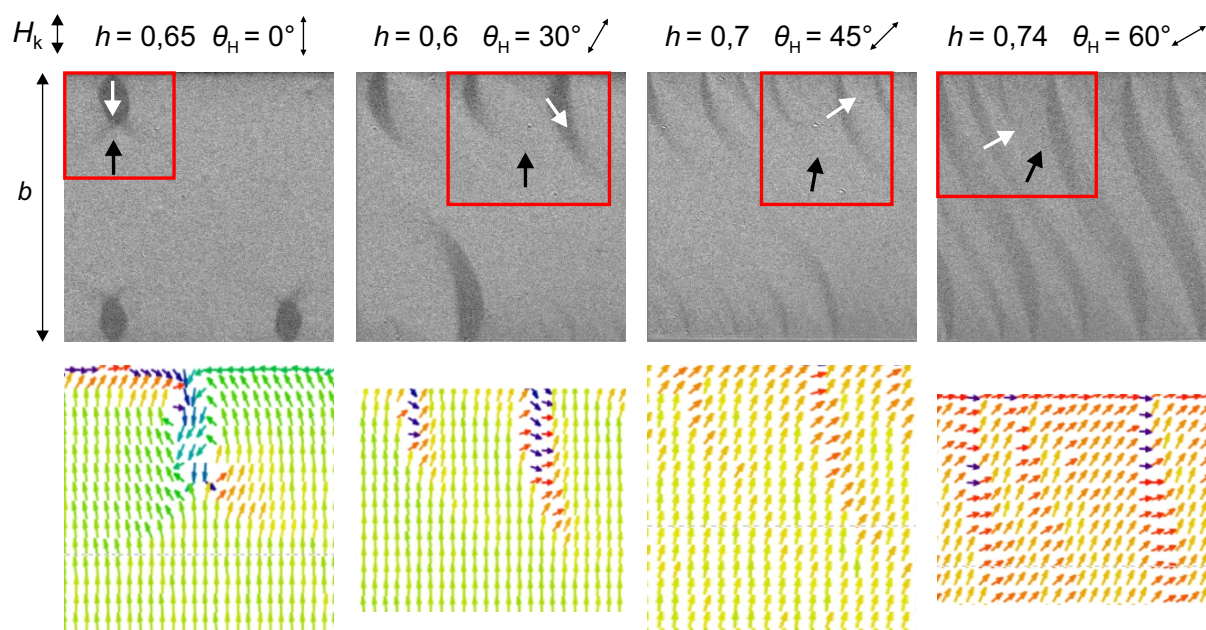 Hk h = 0,65 θH = 0° h = 0,6 θH = 30° h = 0,7 θH = 45° h = 0,74 θH = 60°
b